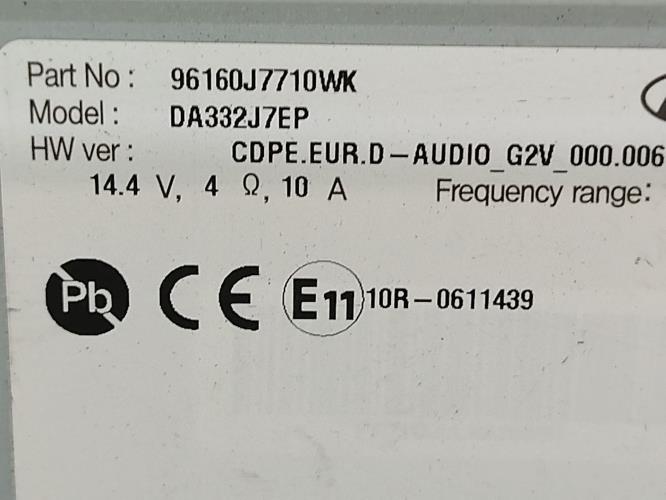 Part No : 96160J7710WK
Model : DA332J7EP
HW ver : CDPE.EUR.D-AUDIO_G2V_000.006
14.4 V, 4 Ω, 10 A Frequency range:
Pb CE E11 10R-0611439